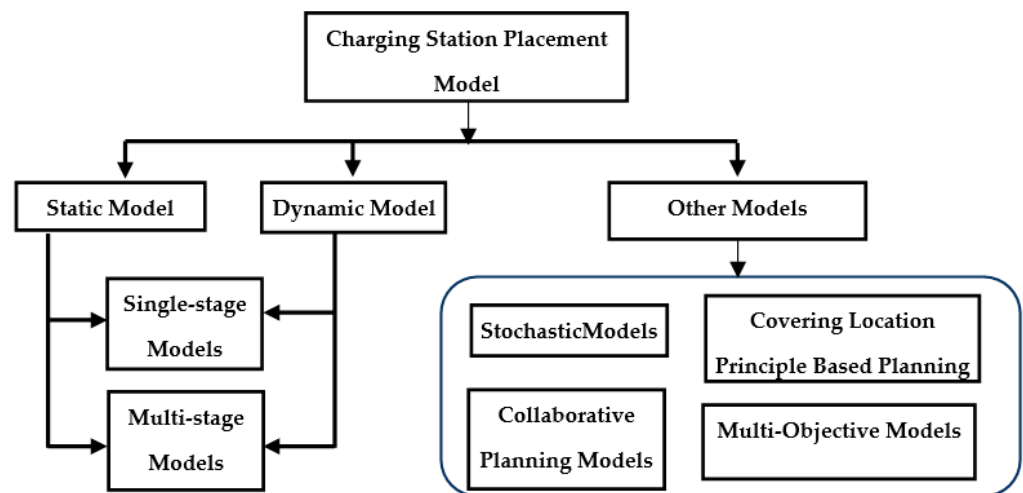 Charging Station Placement
Model
Static Model
Dynamic Model
Other Models
Single-stage
Models
Multi-stage
Models
StochasticModels
Covering Location
Principle Based Planning
Collaborative
Planning Models
Multi-Objective Models